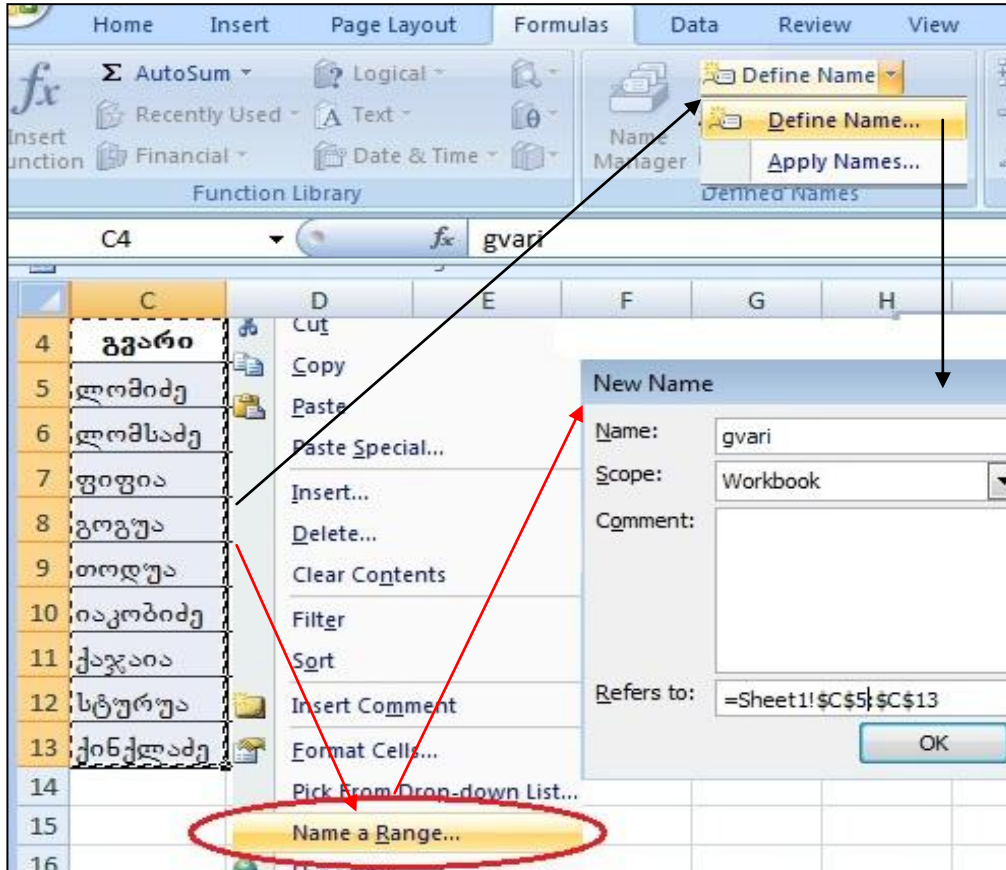 Home Insert Page Layout Formulas Data Review View
fx Σ AutoSum Logical Define Name
Recently Used Text Define Name...
Insert Function Financial Date & Time Name Manager Apply Names...
Function Library Defined Names
C4 fx gvari
C D E F G H
4 გვარი
5 ლომიძე
6 ლომსაძე
7 ფიფია
8 გოგუა
9 თოდუა
10 იაკობიძე
11 ქაჯაია
12 სტურუა
13 ქინქლაძე
14
15
16
Cut
Copy
Paste
Paste Special...
Insert...
Delete...
Clear Contents
Filter
Sort
Insert Comment
Format Cells...
Pick From Drop-down List...
Name a Range...
New Name
Name: gvari
Scope: Workbook
Comment:
Refers to: =Sheet1!$C$5:$C$13
OK